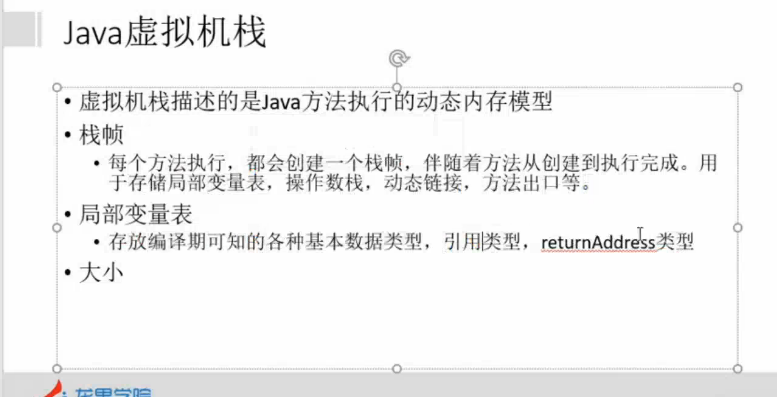 Java虚拟机栈
• 虚拟机栈描述的是Java方法执行的动态内存模型
• 栈帧
• 每个方法执行，都会创建一个栈帧，伴随着方法从创建到执行完成。用
于存储局部变量表，操作数栈，动态链接，方法出口等。
• 局部变量表
• 存放编译期可知的各种基本数据类型，引用类型，returnAddress类型
• 大小